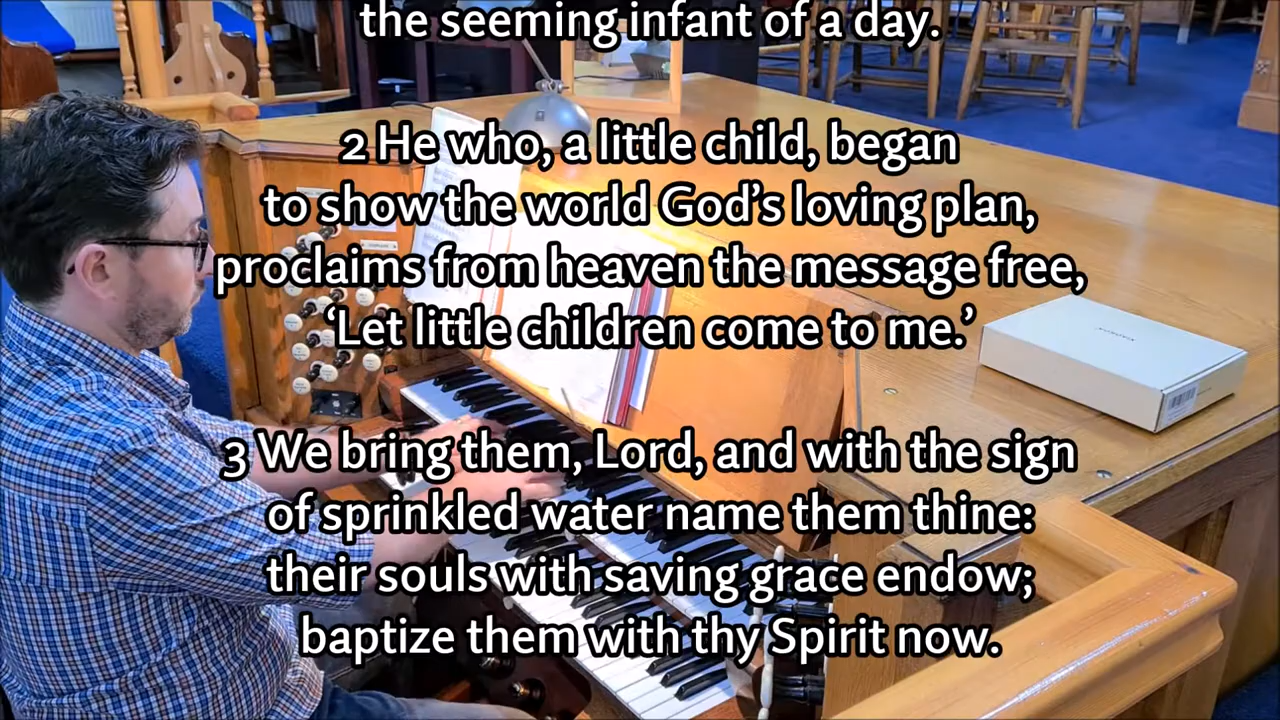 the seeming infant of a day.
2 He who, a little child, began
to show the world God’s loving plan,
proclaims from heaven the message free,
‘Let little children come to me.’
3 We bring them, Lord, and with the sign
of sprinkled water name them thine:
their souls with saving grace endow;
baptize them with thy Spirit now.